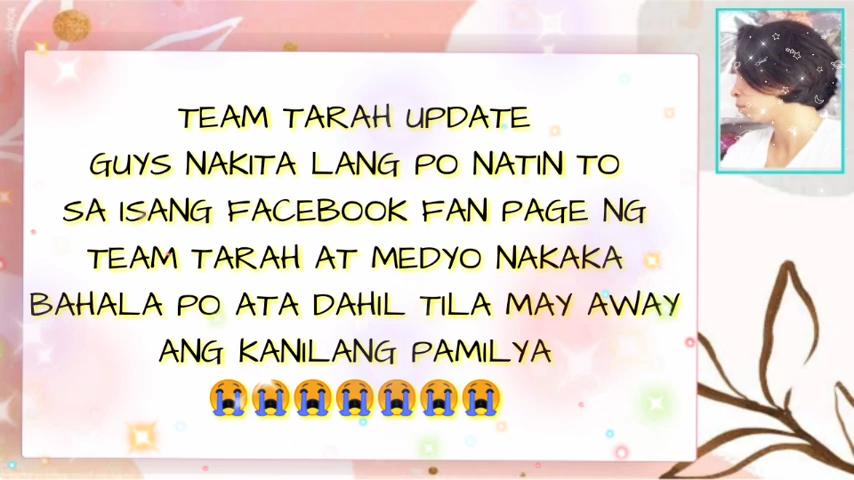 TEAM TARAH UPDATE
GUYS NAKITA LANG PO NATIN TO
SA ISANG FACEBOOK FAN PAGE NG
TEAM TARAH AT MEDYO NAKAKA
BAHALA PO ATA DAHIL TILA MAY AWAY
ANG KANILANG PAMILYA
😭😭😭😭😭😭😭